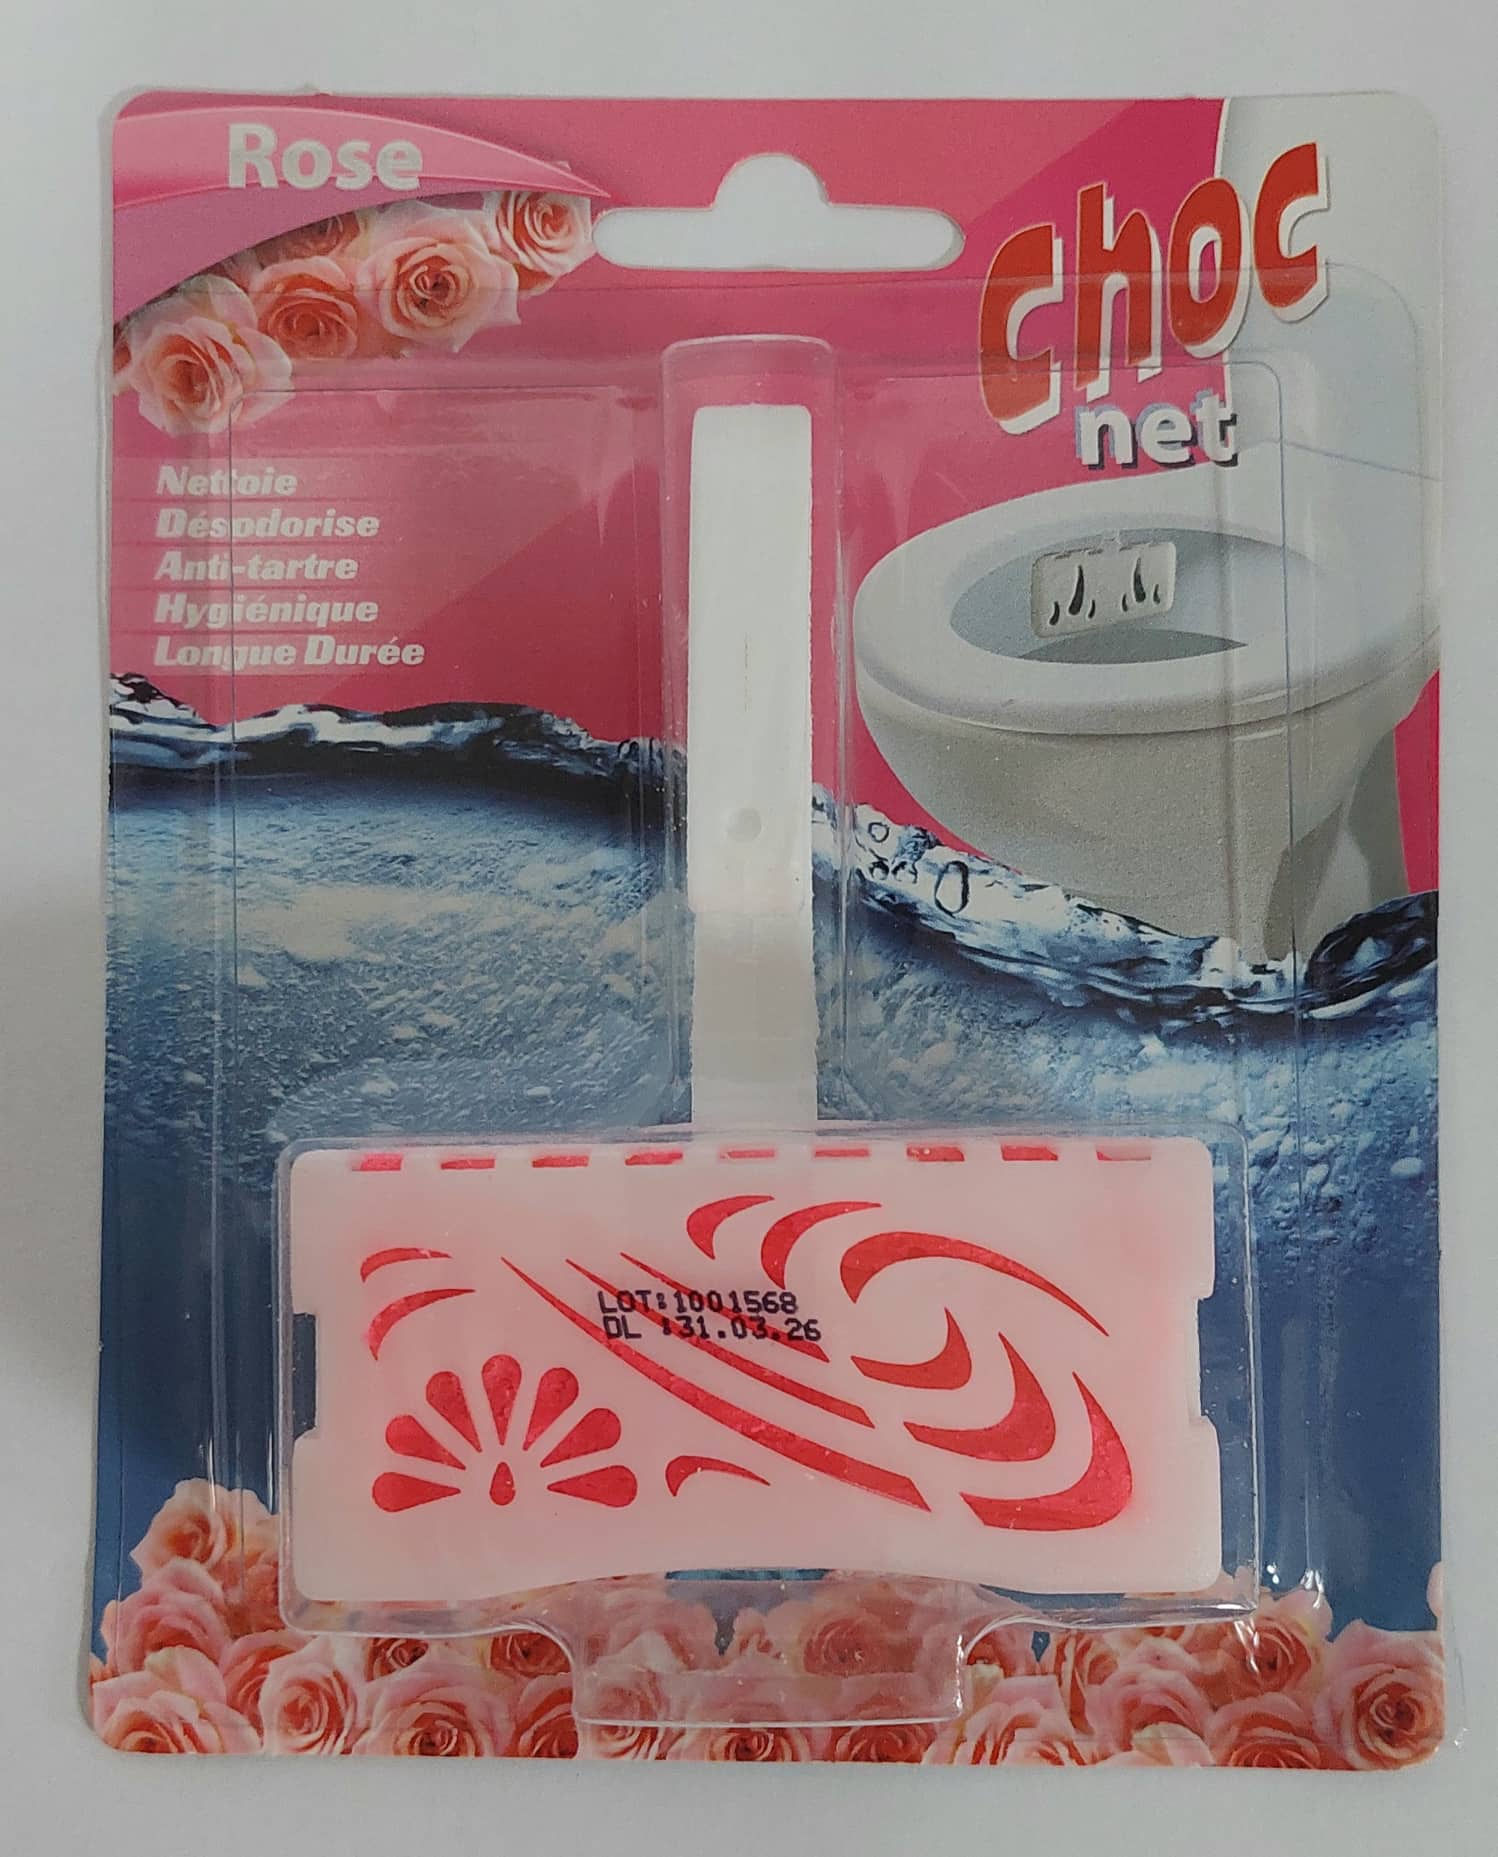 Rose
choc
net
Nettoie
Désodorise
Anti-tartre
Hygiénique
Longue Durée
LOT:1001568
DL :31.03.26